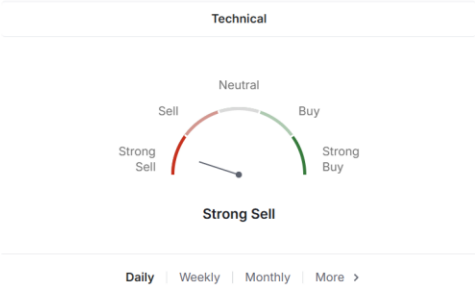 Technical
Neutral
Sell
Buy
Strong
Sell
Strong
Buy
Strong Sell
Daily
Weekly
Monthly
More >